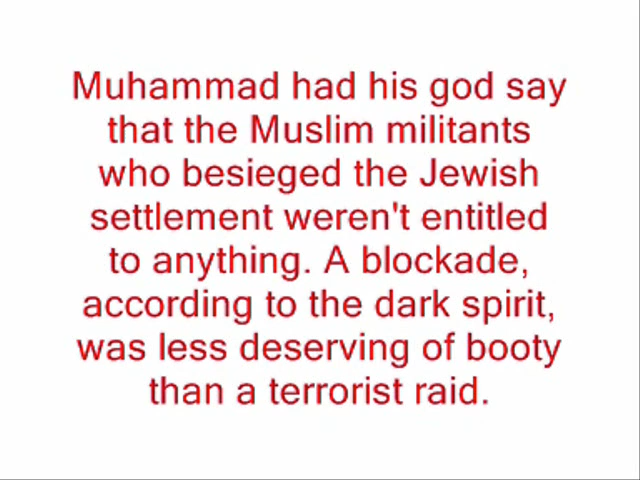 Muhammad had his god say
that the Muslim militants
who besieged the Jewish
settlement weren't entitled
to anything. A blockade,
according to the dark spirit,
was less deserving of booty
than a terrorist raid.